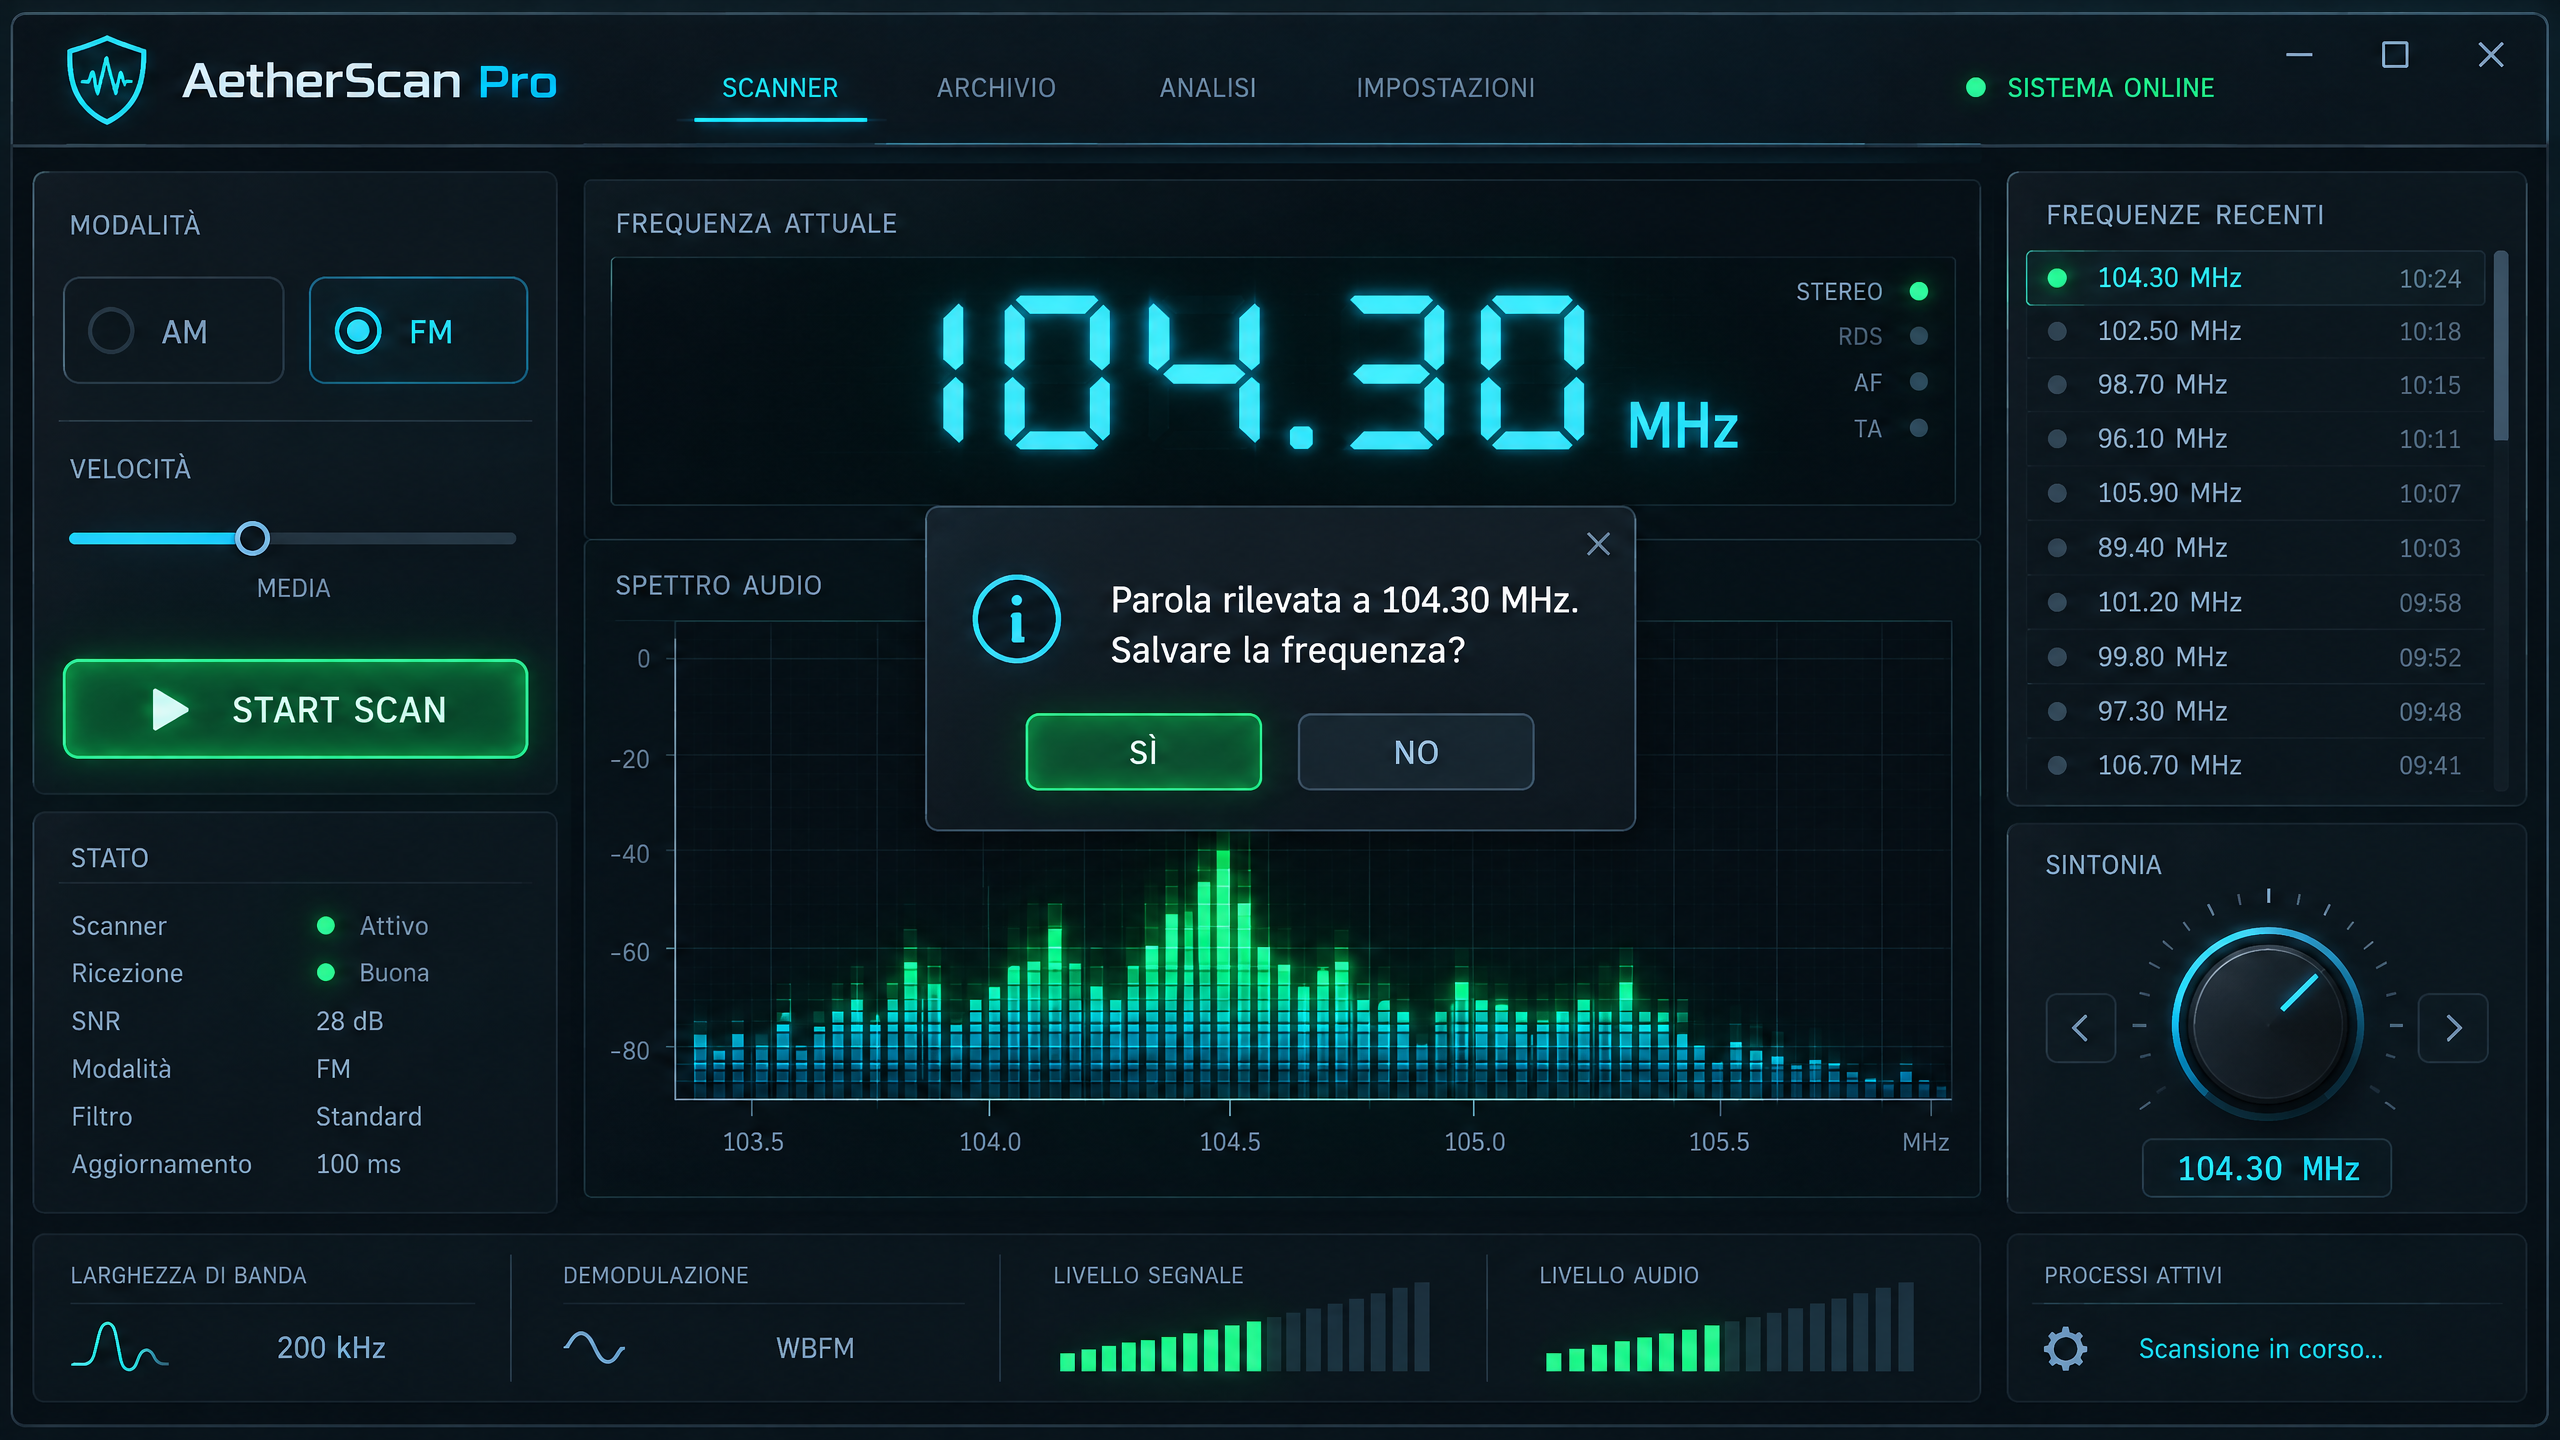 AetherScan Pro
SCANNER
ARCHIVIO
ANALISI
IMPOSTAZIONI
SISTEMA ONLINE
MODALITÀ
AM
FM
VELOCITÀ
MEDIA
START SCAN
STATO
Scanner Attivo
Ricezione Buona
SNR 28 dB
Modalità FM
Filtro Standard
Aggiornamento 100 ms
FREQUENZA ATTUALE
104.30 MHz
STEREO
RDS
AF
TA
SPETTRO AUDIO
Parola rilevata a 104.30 MHz.
Salvare la frequenza?
SÌ
NO
0
-20
-40
-60
-80
103.5 104.0 104.5 105.0 105.5 MHz
FREQUENZE RECENTI
104.30 MHz 10:24
102.50 MHz 10:18
98.70 MHz 10:15
96.10 MHz 10:11
105.90 MHz 10:07
89.40 MHz 10:03
101.20 MHz 09:58
99.80 MHz 09:52
97.30 MHz 09:48
106.70 MHz 09:41
SINTONIA
104.30 MHz
LARGHEZZA DI BANDA
200 kHz
DEMODULAZIONE
WBFM
LIVELLO SEGNALE
LIVELLO AUDIO
PROCESSI ATTIVI
Scansione in corso...